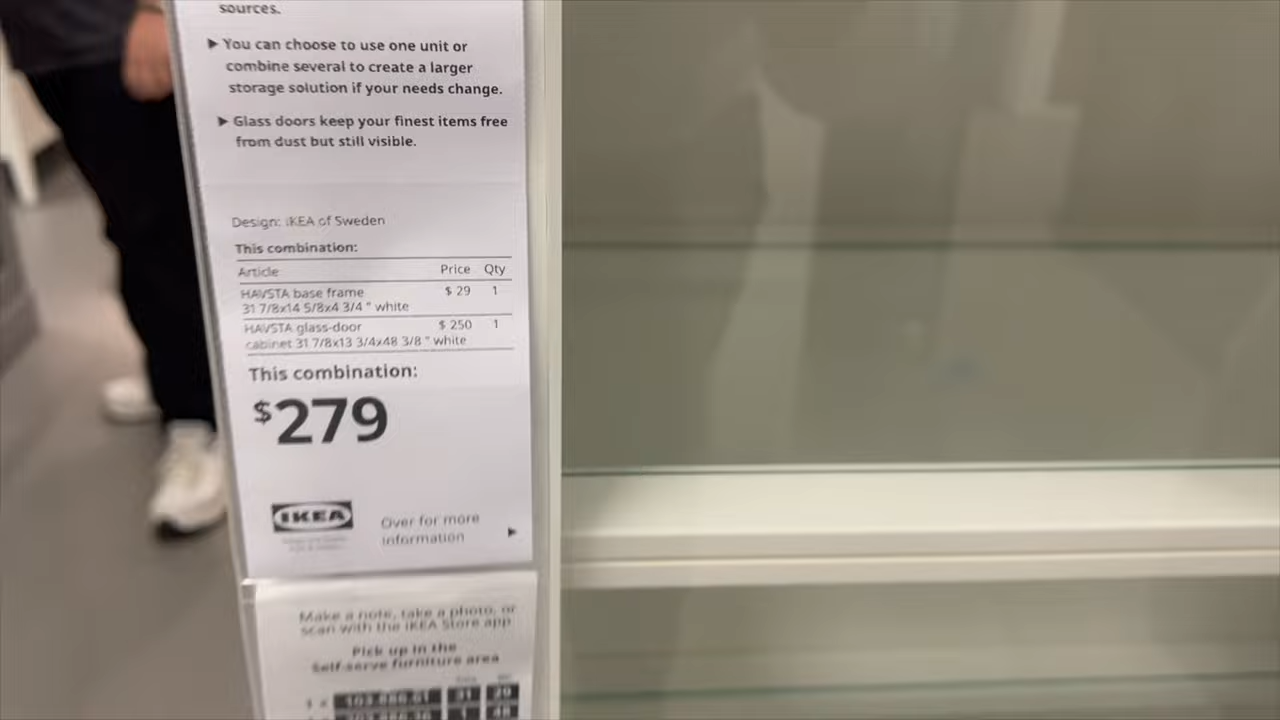 sources.
▶ You can choose to use one unit or
combine several to create a larger
storage solution if your needs change.
▶ Glass doors keep your finest items free
from dust but still visible.
Design: IKEA of Sweden
This combination:
Article Price Qty
HAVSTA base frame $ 29 1
31 7/8x14 5/8x4 3/4 " white
HAVSTA glass-door $ 250 1
cabinet 31 7/8x13 3/4x48 3/8 " white
This combination:
$279
IKEA
Over for more
information ▶
Make a note, take a photo, or
scan with the IKEA Store app
Pick up in the
Self-serve furniture area
1 x